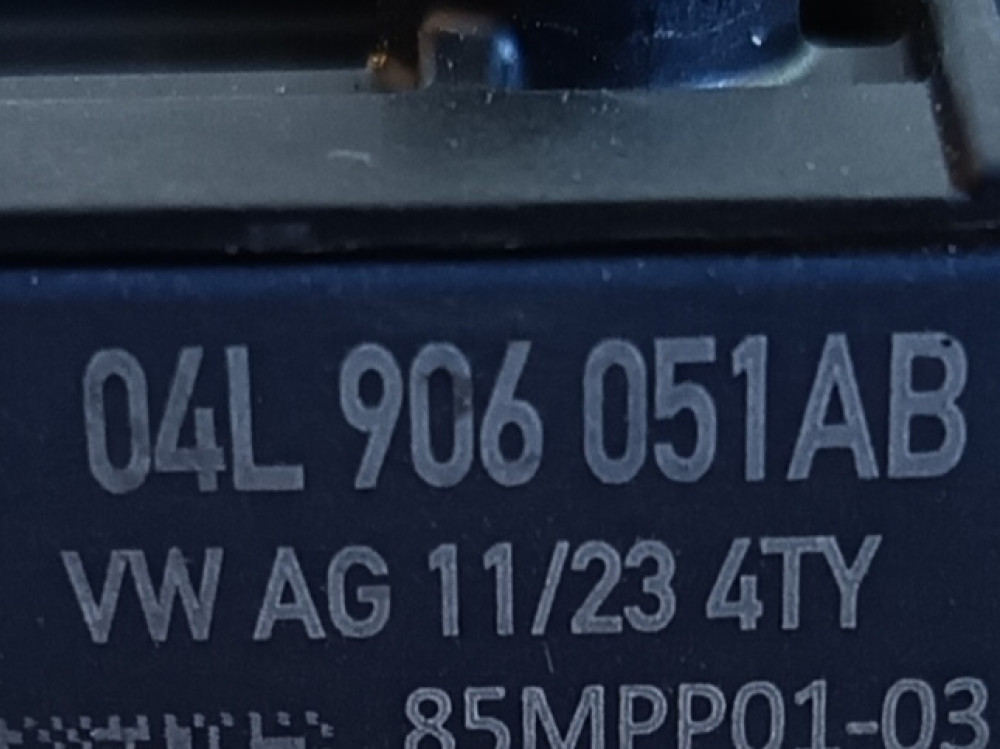 04L 906 051AB
VW AG 11/23 4TY
85MPP01-03